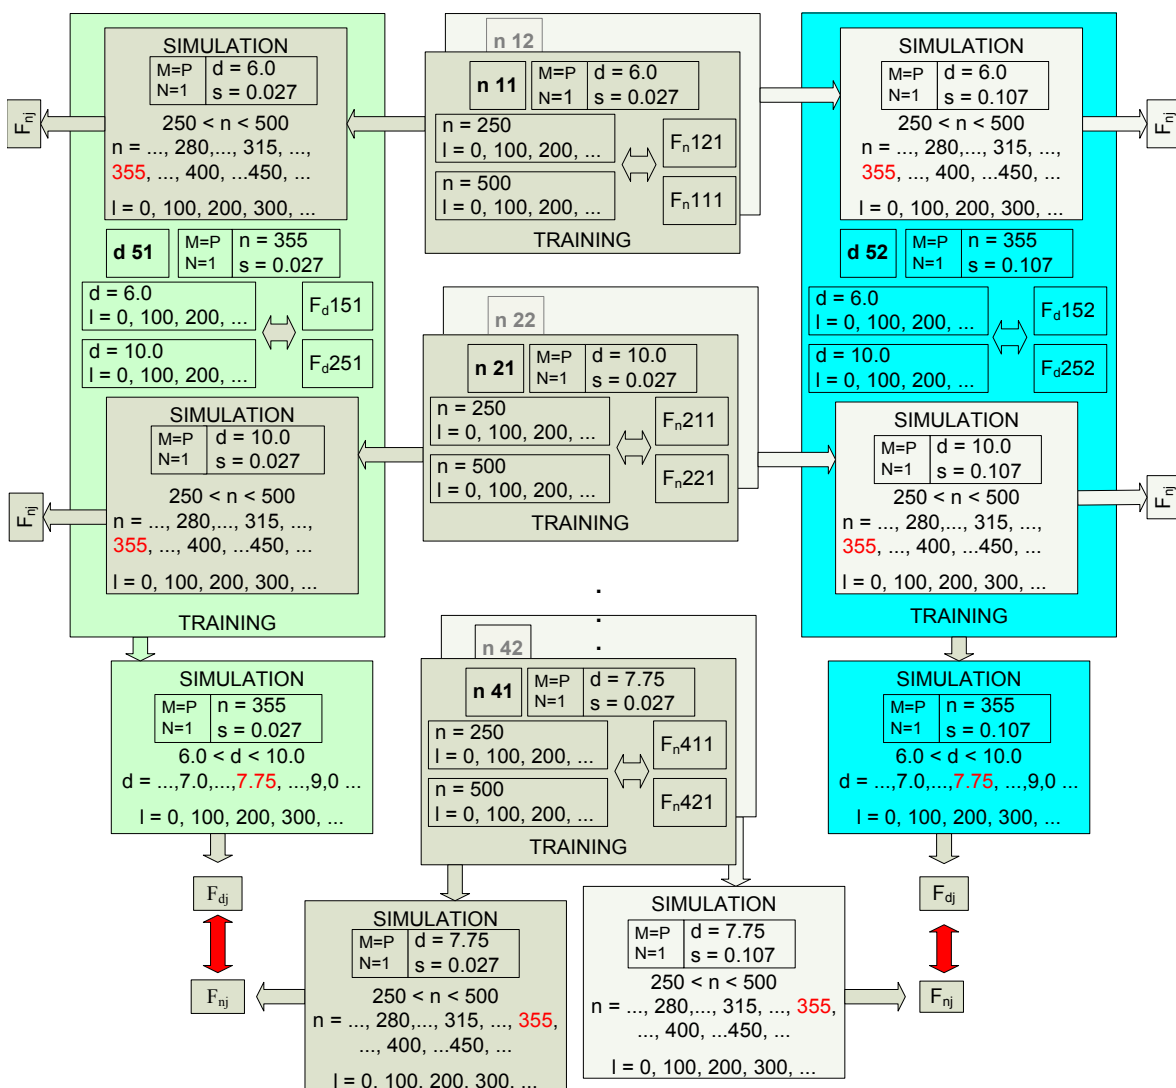 SIMULATION
M=P
N=1
d = 6.0
s = 0.027
250 < n < 500
n = ..., 280,..., 315, ...,
355, ..., 400, ...450, ...
l = 0, 100, 200, 300, ...
Fnj
d 51
M=P
N=1
n = 355
s = 0.027
d = 6.0
l = 0, 100, 200, ...
Fd151
d = 10.0
l = 0, 100, 200, ...
Fd251
SIMULATION
M=P
N=1
d = 10.0
s = 0.027
250 < n < 500
n = ..., 280,..., 315, ...,
355, ..., 400, ...450, ...
l = 0, 100, 200, 300, ...
Fnj
TRAINING
SIMULATION
M=P
N=1
n = 355
s = 0.027
6.0 < d < 10.0
d = ...,7.0,...,7.75, ...,9,0 ...
l = 0, 100, 200, 300, ...
Fdj
Fnj
n 12
n 11
M=P
N=1
d = 6.0
s = 0.027
n = 250
l = 0, 100, 200, ...
Fn121
n = 500
l = 0, 100, 200, ...
Fn111
TRAINING
n 22
n 21
M=P
N=1
d = 10.0
s = 0.027
n = 250
l = 0, 100, 200, ...
Fn211
n = 500
l = 0, 100, 200, ...
Fn221
TRAINING
.
.
.
n 42
n 41
M=P
N=1
d = 7.75
s = 0.027
n = 250
l = 0, 100, 200, ...
Fn411
n = 500
l = 0, 100, 200, ...
Fn421
TRAINING
SIMULATION
M=P
N=1
d = 7.75
s = 0.027
250 < n < 500
n = ..., 280,..., 315, ..., 355,
..., 400, ...450, ...
l = 0, 100, 200, 300, ...
SIMULATION
M=P
N=1
d = 7.75
s = 0.107
250 < n < 500
n = ..., 280,..., 315, ..., 355,
..., 400, ...450, ...
l = 0, 100, 200, 300, ...
SIMULATION
M=P
N=1
d = 6.0
s = 0.107
250 < n < 500
n = ..., 280,..., 315, ...,
355, ..., 400, ...450, ...
l = 0, 100, 200, 300, ...
Fnj
d 52
M=P
N=1
n = 355
s = 0.107
d = 6.0
l = 0, 100, 200, ...
Fd152
d = 10.0
l = 0, 100, 200, ...
Fd252
SIMULATION
M=P
N=1
d = 10.0
s = 0.107
250 < n < 500
n = ..., 280,..., 315, ...,
355, ..., 400, ...450, ...
l = 0, 100, 200, 300, ...
Fnj
TRAINING
SIMULATION
M=P
N=1
n = 355
s = 0.107
6.0 < d < 10.0
d = ...,7.0,...,7.75, ...,9,0 ...
l = 0, 100, 200, 300, ...
Fdj
Fnj